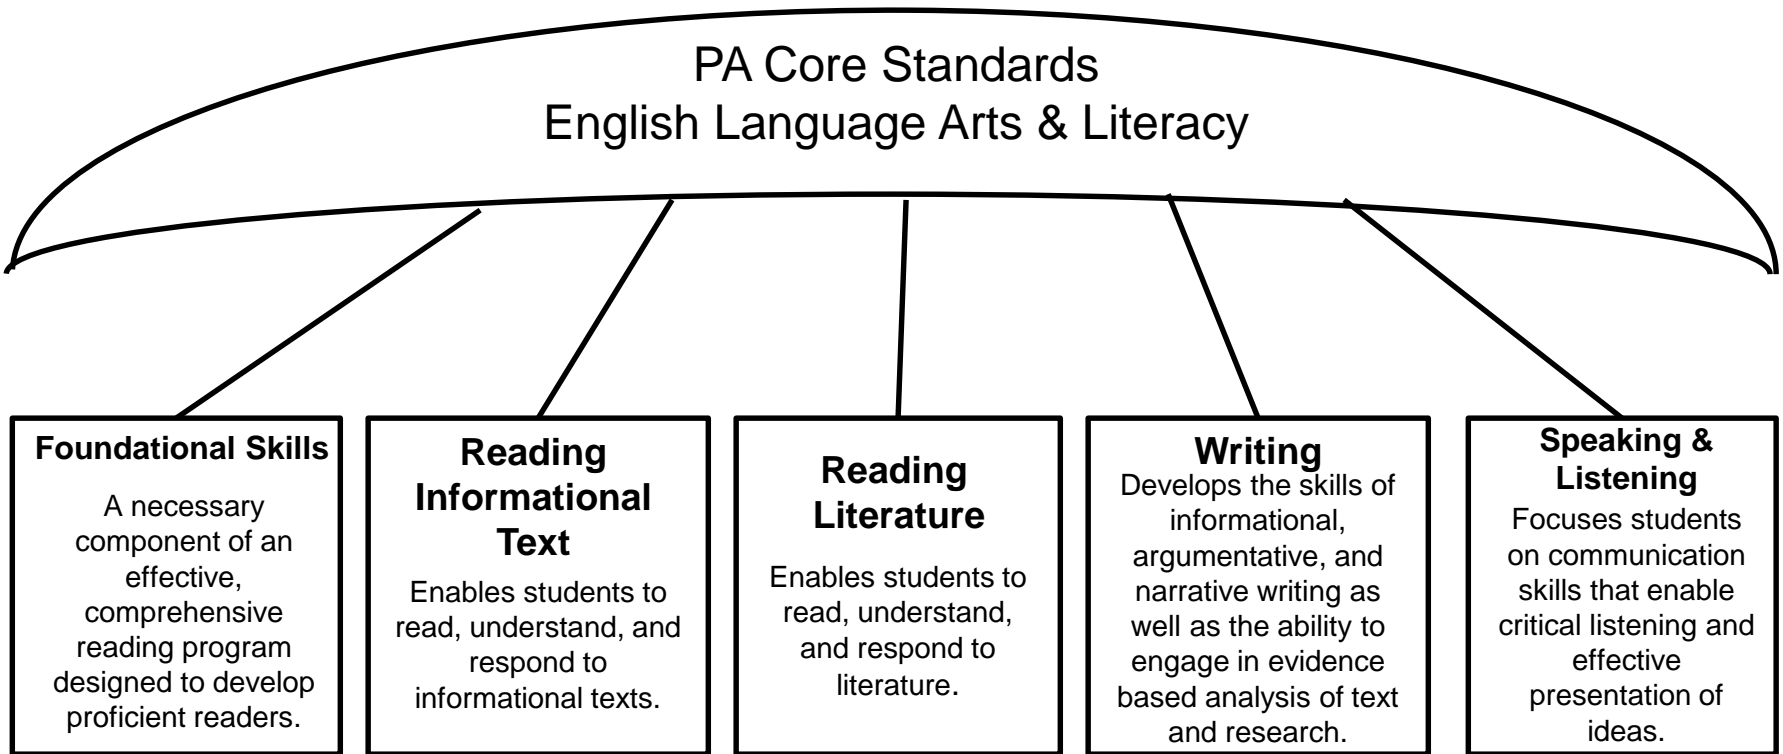 PA Core Standards
English Language Arts & Literacy
Foundational Skills
A necessary
component of an
effective,
comprehensive
reading program
designed to develop
proficient readers.
Reading
Informational
Text
Enables students to
read, understand, and
respond to
informational texts.
Reading
Literature
Enables students to
read, understand,
and respond to
literature.
Writing
Develops the skills of
informational,
argumentative, and
narrative writing as
well as the ability to
engage in evidence
based analysis of text
and research.
Speaking &
Listening
Focuses students
on communication
skills that enable
critical listening and
effective
presentation of
ideas.